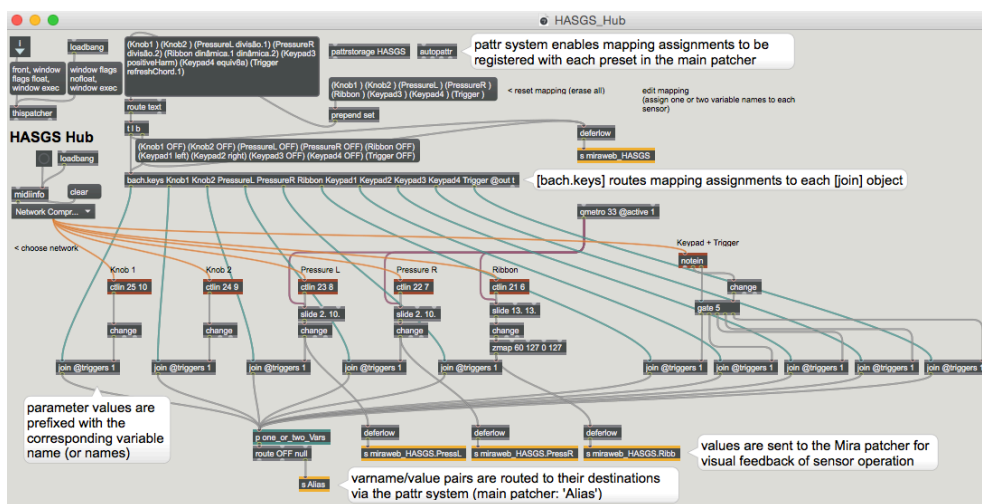 HASGS_Hub
loadbang
(Knob1 ) (Knob2 ) (PressureL divisão.1) (PressureR
divisão.2) (Ribbon dinâmica.1 dinâmica.2) (Keypad3
positiveHarm) (Keypad4 equiv8a) (Trigger
refreshChord.1)
pattrstorage HASGS
autopattr
pattr system enables mapping assignments to be
registered with each preset in the main patcher
front, window
flags float,
window exec
window flags
nofloat,
window exec
(Knob1 ) (Knob2 ) (PressureL ) (PressureR )
(Ribbon ) (Keypad3 ) (Keypad4 ) (Trigger )
< reset mapping (erase all)
edit mapping
(assign one or two variable names to each
sensor)
thispatcher
route text
prepend set
t l b
deferlow
s miraweb_HASGS
HASGS Hub
loadbang
(Knob1 OFF) (Knob2 OFF) (PressureL OFF) (PressureR OFF) (Ribbon OFF)
(Keypad1 left) (Keypad2 right) (Keypad3 OFF) (Keypad4 OFF) (Trigger OFF)
bach.keys Knob1 Knob2 PressureL PressureR Ribbon Keypad1 Keypad2 Keypad3 Keypad4 Trigger @out t
[bach.keys] routes mapping assignments to each [join] object
midiinfo
clear
Network Compr...
qmetro 33 @active 1
< choose network
Keypad + Trigger
notein
Knob 1
Knob 2
Pressure L
Pressure R
Ribbon
ctlin 25 10
ctlin 24 9
ctlin 23 8
ctlin 22 7
ctlin 21 6
change
gate 5
slide 2. 10.
slide 2. 10.
slide 13. 13.
change
change
change
change
change
zmap 60 127 0 127
join @triggers 1
join @triggers 1
join @triggers 1
join @triggers 1
join @triggers 1
join @triggers 1
join @triggers 1
join @triggers 1
join @triggers 1
join @triggers 1
parameter values are
prefixed with the
corresponding variable
name (or names)
p one_or_two_Vars
route OFF null
s Alias
deferlow
deferlow
deferlow
s miraweb_HASGS.PressL
s miraweb_HASGS.PressR
s miraweb_HASGS.Ribb
values are sent to the Mira patcher for
visual feedback of sensor operation
varname/value pairs are routed to their destinations
via the pattr system (main patcher: 'Alias')